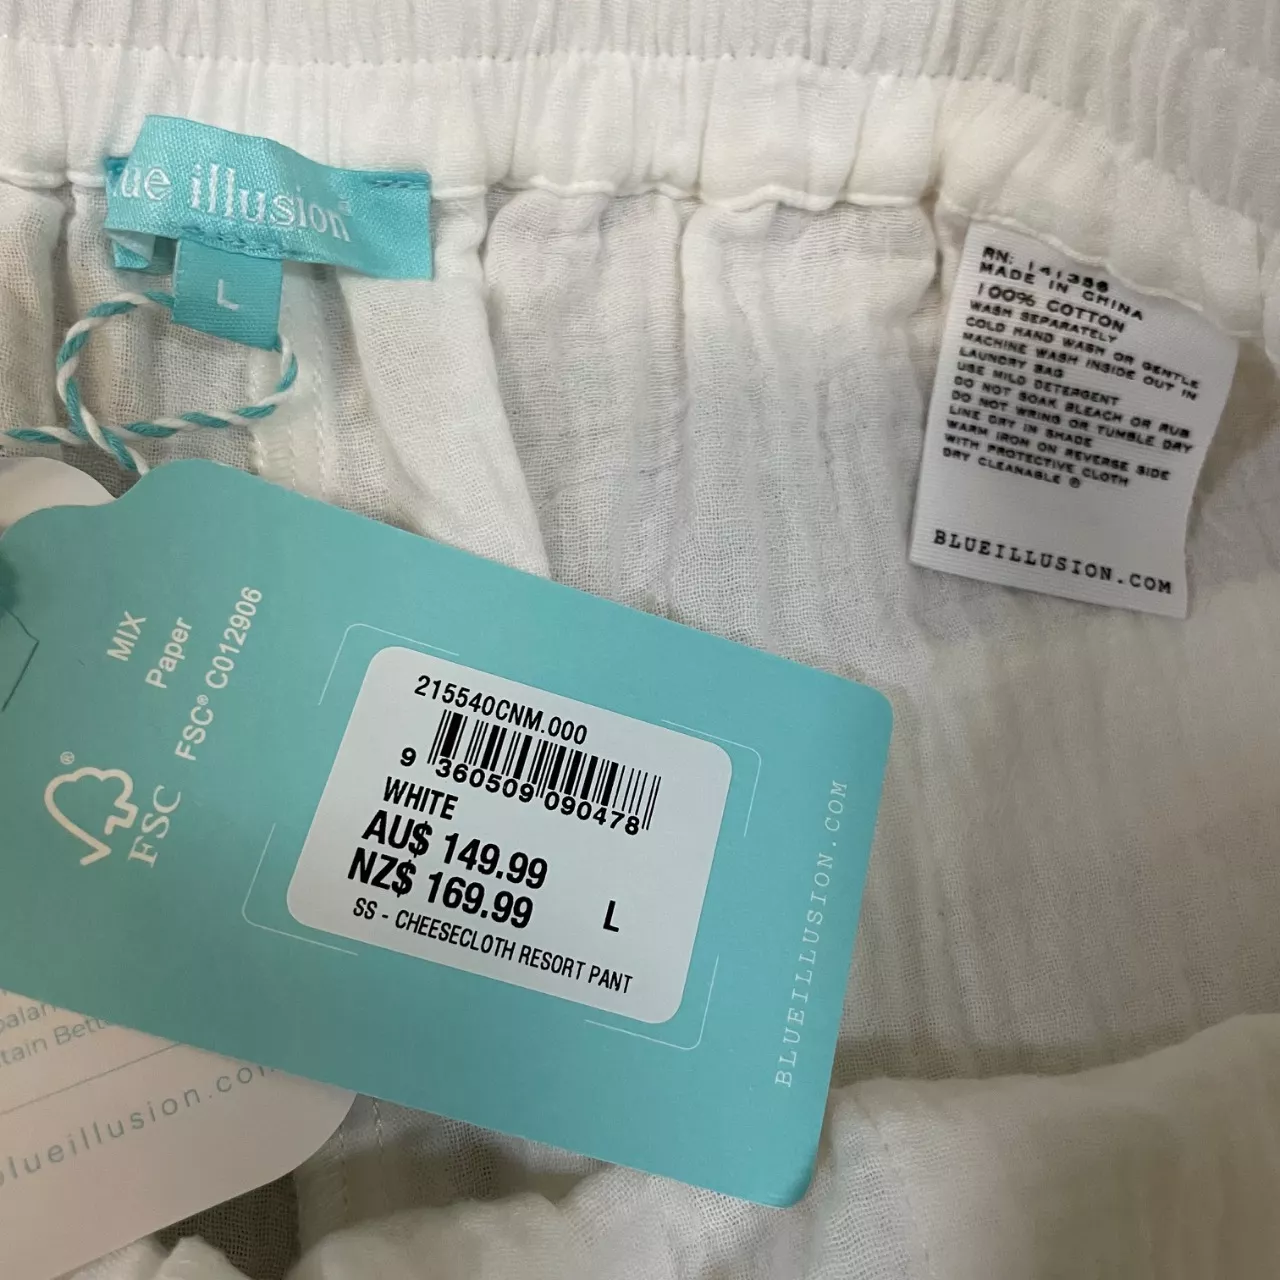 ue illusion®
L
RN: 141356
MADE IN CHINA
100% COTTON
WASH SEPARATELY
COLD HAND WASH OR GENTLE
MACHINE WASH INSIDE OUT IN
LAUNDRY BAG
USE MILD DETERGENT
DO NOT SOAK BLEACH OR RUB
DO NOT WRING OR TUMBLE DRY
LINE DRY IN SHADE
WARM IRON ON REVERSE SIDE
WITH PROTECTIVE CLOTH
DRY CLEANABLE Ⓟ
BLUEILLUSION.COM
MIX
Paper
FSC® C012906
®
FSC
215540CNM.000
9 360509 090478
WHITE
AU$ 149.99
NZ$ 169.99 L
SS - CHEESECLOTH RESORT PANT
BLUEILLUSION.COM
blueillusion.com